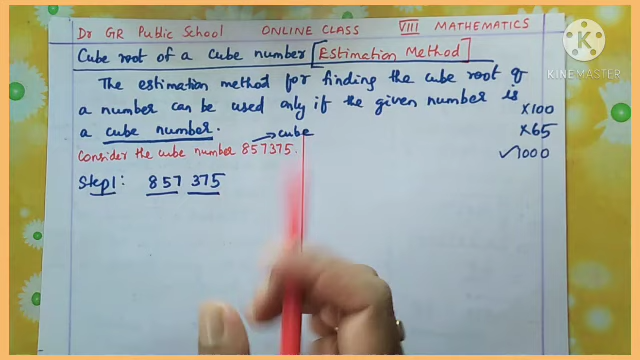 Dr GR Public School ONLINE CLASS VIII MATHEMATICS
Cube root of a Cube number [Estimation Method]
The estimation method for finding the cube root of
a number can be used only if the given number is
a cube number.
×100
×65
✓1000
→cube
Consider the cube number 857375.
Step1: 857 375
KINEMASTER